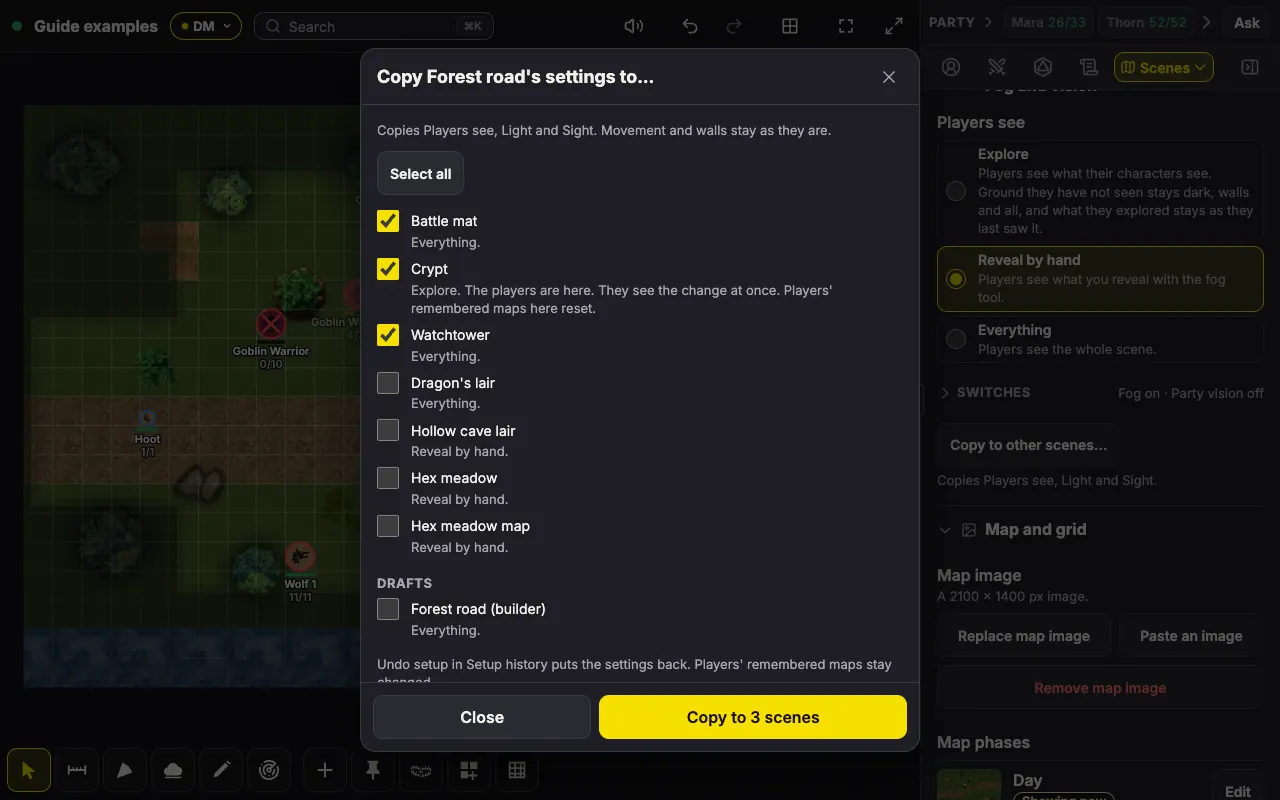 Guide examples
DM
Search
⌘K
PARTY
Mara 26/33
Thorn 52/52
Ask
Scenes
Copy Forest road's settings to...
Copies Players see, Light and Sight. Movement and walls stay as they are.
Select all
Battle mat
Everything.
Crypt
Explore. The players are here. They see the change at once. Players'
remembered maps here reset.
Watchtower
Everything.
Dragon's lair
Everything.
Hollow cave lair
Reveal by hand.
Hex meadow
Reveal by hand.
Hex meadow map
Reveal by hand.
DRAFTS
Forest road (builder)
Everything.
Undo setup in Setup history puts the settings back. Players' remembered maps stay
changed.
Close
Copy to 3 scenes
Goblin Warrior
0/10
Goblin W
Hoot
1/1
Wolf 1
11/11
Fog and vision
Players see
Explore
Players see what their characters see.
Ground they have not seen stays dark, walls
and all, and what they explored stays as they
last saw it.
Reveal by hand
Players see what you reveal with the fog
tool.
Everything
Players see the whole scene.
SWITCHES
Fog on · Party vision off
Copy to other scenes...
Copies Players see, Light and Sight.
Map and grid
Map image
A 2100 × 1400 px image.
Replace map image
Paste an image
Remove map image
Map phases
Day
Showing now
Edit